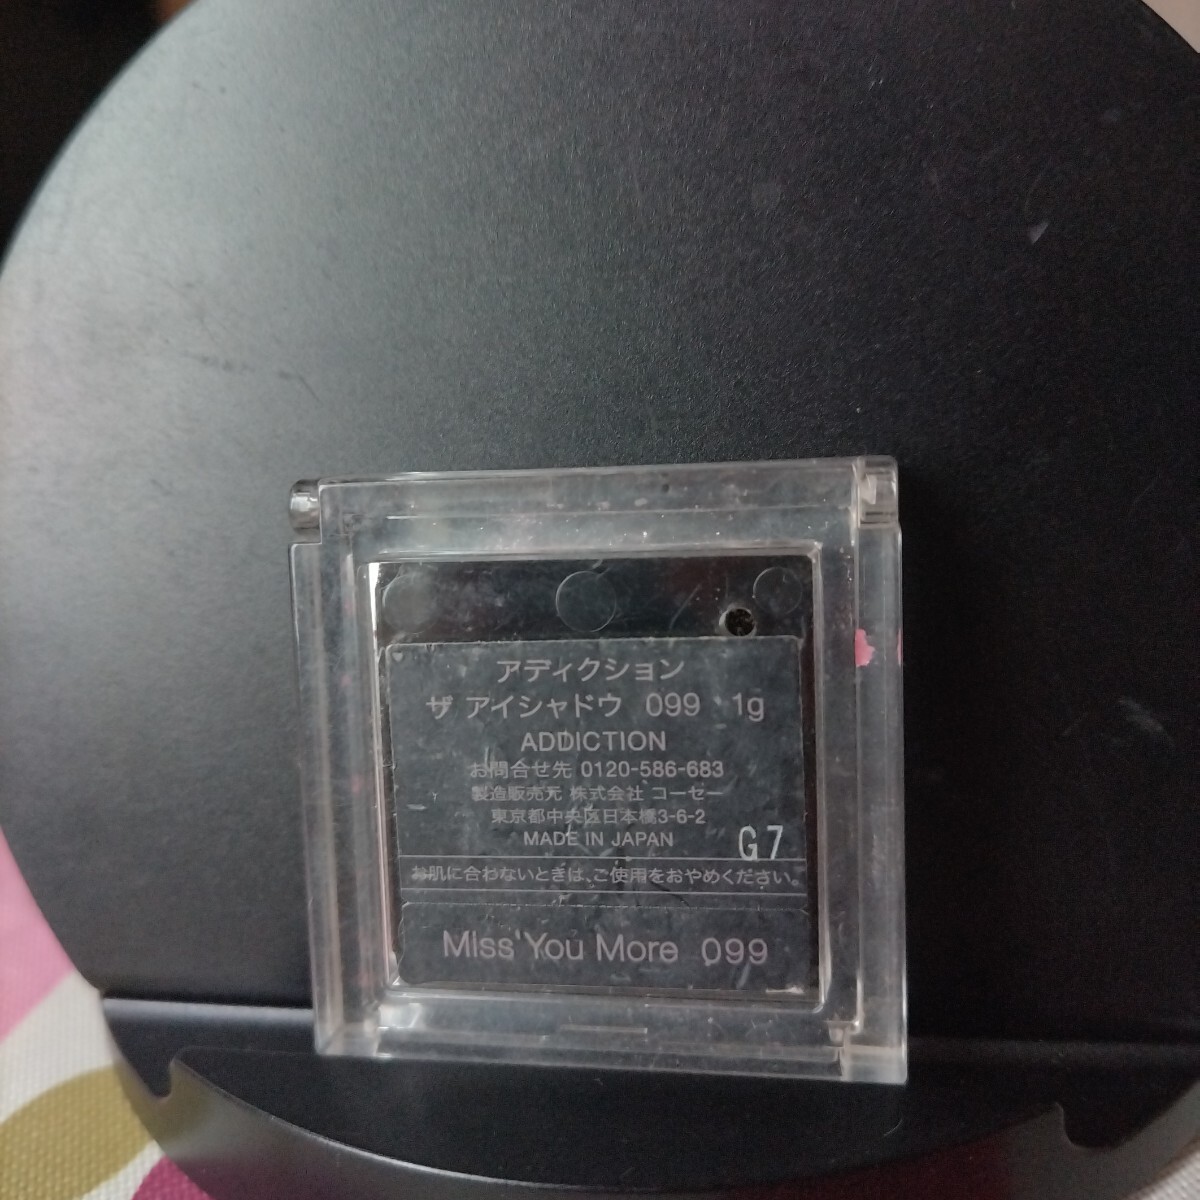 アディクション
ザ アイシャドウ 099 1g
ADDICTION
お問合せ先 0120-586-683
製造販売元 株式会社 コーセー
東京都中央区日本橋3-6-2
MADE IN JAPAN G7
お肌に合わないときは、ご使用をおやめください。
Miss You More 099